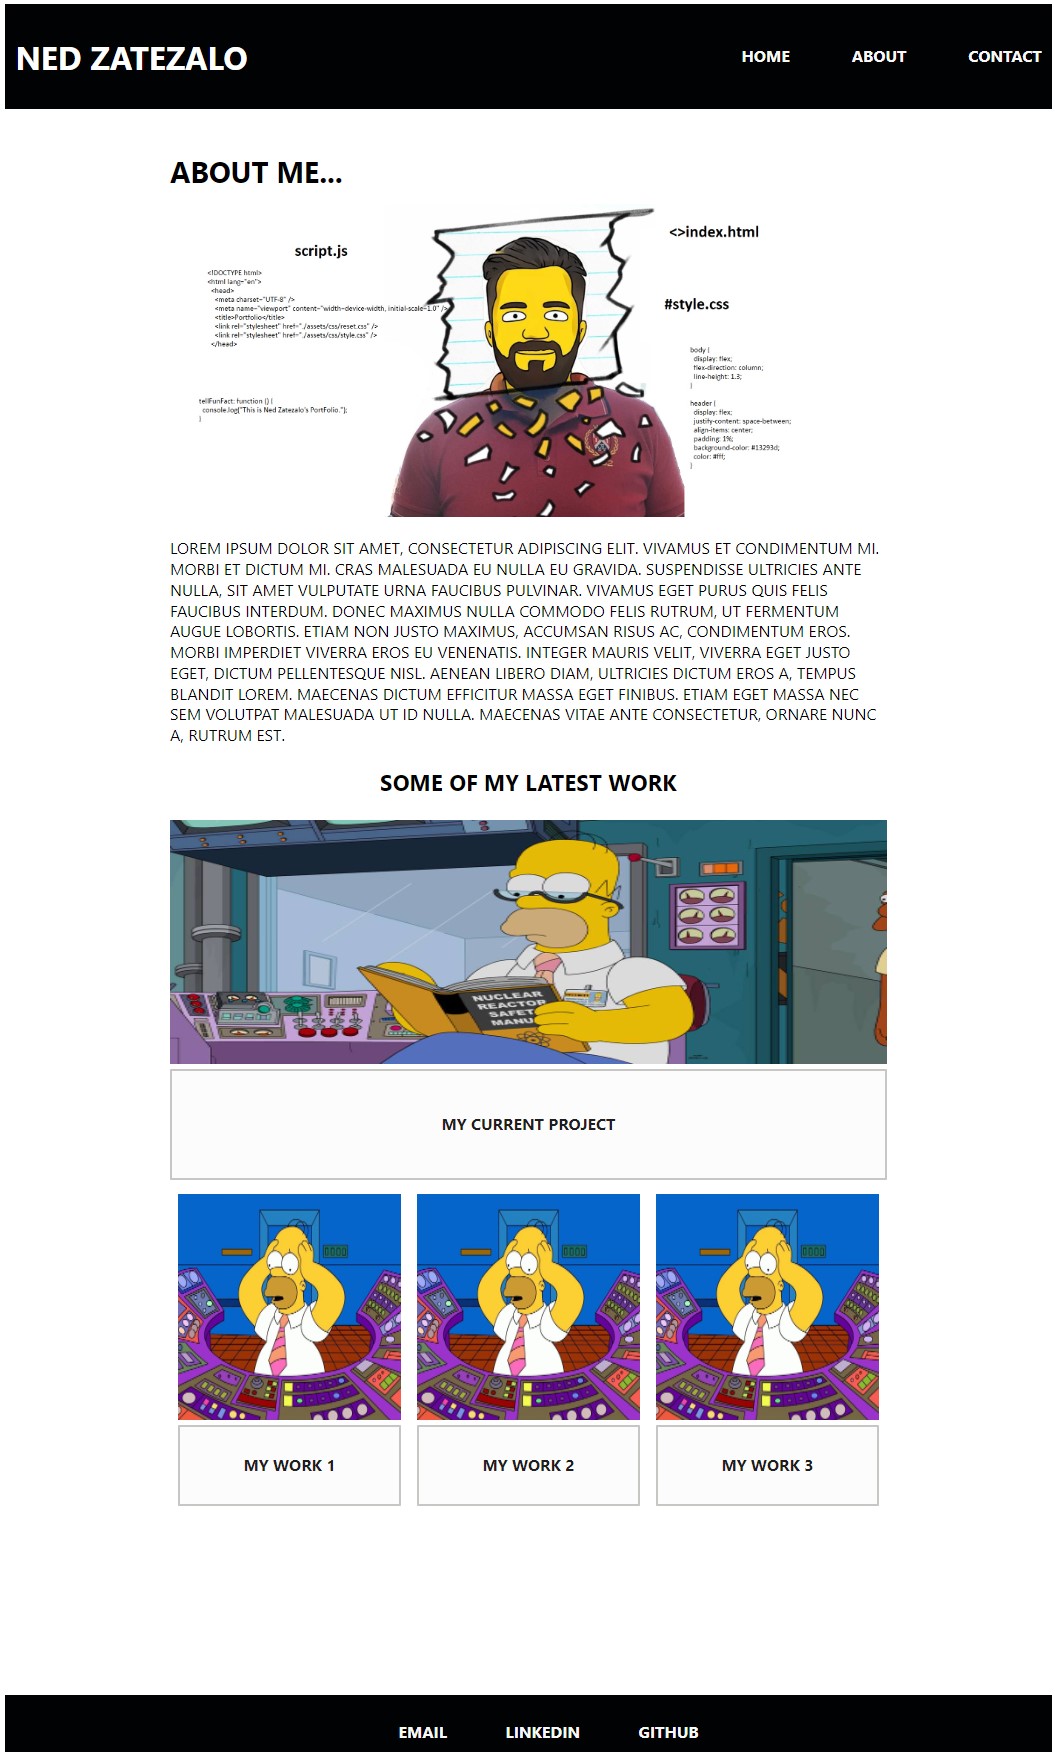 NED ZATEZALO
HOME ABOUT CONTACT
ABOUT ME...
script.js
<!DOCTYPE html>
<html lang="en">
<head>
<meta charset="UTF-8" />
<meta name="viewport" content="width=device-width, initial-scale=1.0" />
<title>Portfolio</title>
<link rel="stylesheet" href="./assets/css/reset.css" />
<link rel="stylesheet" href="./assets/css/style.css" />
</head>
tellFunFact: function () {
console.log("This is Ned Zatezalo's PortFolio.");
}
<>index.html
#style.css
body {
display: flex;
flex-direction: column;
line-height: 1.3;
}
header {
display: flex;
justify-content: space-between;
align-items: center;
padding: 1%;
background-color: #13293d;
color: #fff;
}
LOREM IPSUM DOLOR SIT AMET, CONSECTETUR ADIPISCING ELIT. VIVAMUS ET CONDIMENTUM MI.
MORBI ET DICTUM MI. CRAS MALESUADA EU NULLA EU GRAVIDA. SUSPENDISSE ULTRICIES ANTE
NULLA, SIT AMET VULPUTATE URNA FAUCIBUS PULVINAR. VIVAMUS EGET PURUS QUIS FELIS
FAUCIBUS INTERDUM. DONEC MAXIMUS NULLA COMMODO FELIS RUTRUM, UT FERMENTUM
AUGUE LOBORTIS. ETIAM NON JUSTO MAXIMUS, ACCUMSAN RISUS AC, CONDIMENTUM EROS.
MORBI IMPERDIET VIVERRA EROS EU VENENATIS. INTEGER MAURIS VELIT, VIVERRA EGET JUSTO
EGET, DICTUM PELLENTESQUE NISL. AENEAN LIBERO DIAM, ULTRICIES DICTUM EROS A, TEMPUS
BLANDIT LOREM. MAECENAS DICTUM EFFICITUR MASSA EGET FINIBUS. ETIAM EGET MASSA NEC
SEM VOLUTPAT MALESUADA UT ID NULLA. MAECENAS VITAE ANTE CONSECTETUR, ORNARE NUNC
A, RUTRUM EST.
SOME OF MY LATEST WORK
NUCLEAR
REACTOR
SAFET
MANU
MY CURRENT PROJECT
MY WORK 1 MY WORK 2 MY WORK 3
EMAIL LINKEDIN GITHUB